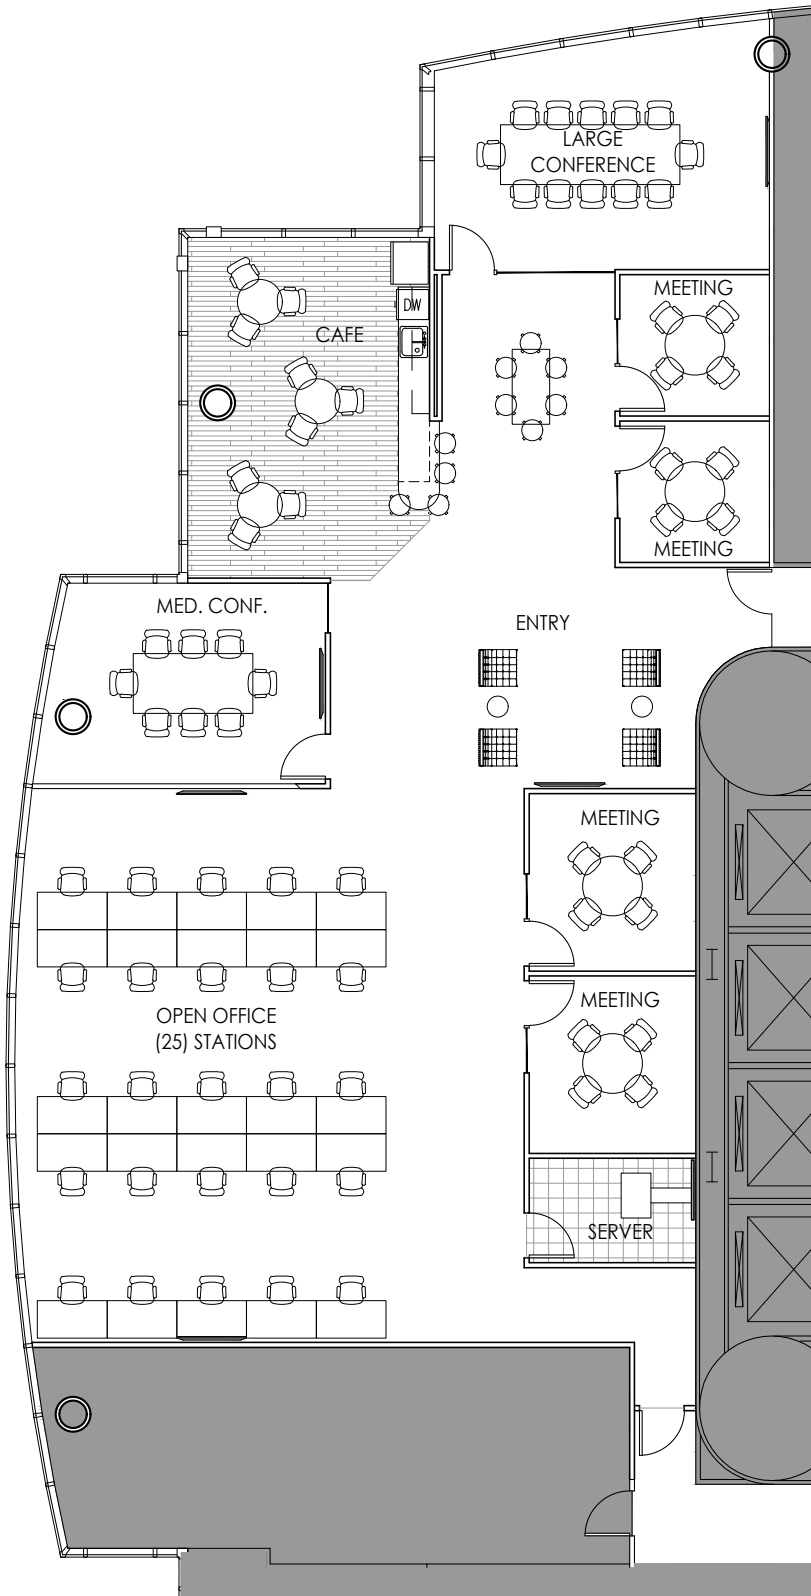 LARGE
CONFERENCE
MEETING
DW
CAFE
MEETING
MED. CONF.
ENTRY
MEETING
MEETING
OPEN OFFICE
(25) STATIONS
SERVER